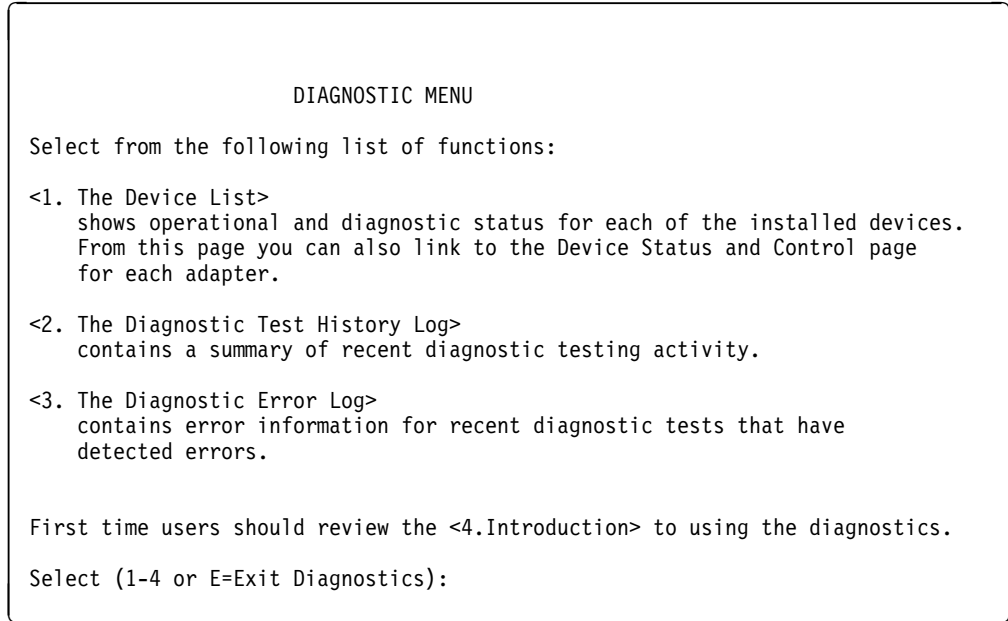 DIAGNOSTIC MENU
Select from the following list of functions:
<1. The Device List>
shows operational and diagnostic status for each of the installed devices.
From this page you can also link to the Device Status and Control page
for each adapter.
<2. The Diagnostic Test History Log>
contains a summary of recent diagnostic testing activity.
<3. The Diagnostic Error Log>
contains error information for recent diagnostic tests that have
detected errors.
First time users should review the <4.Introduction> to using the diagnostics.
Select (1-4 or E=Exit Diagnostics):